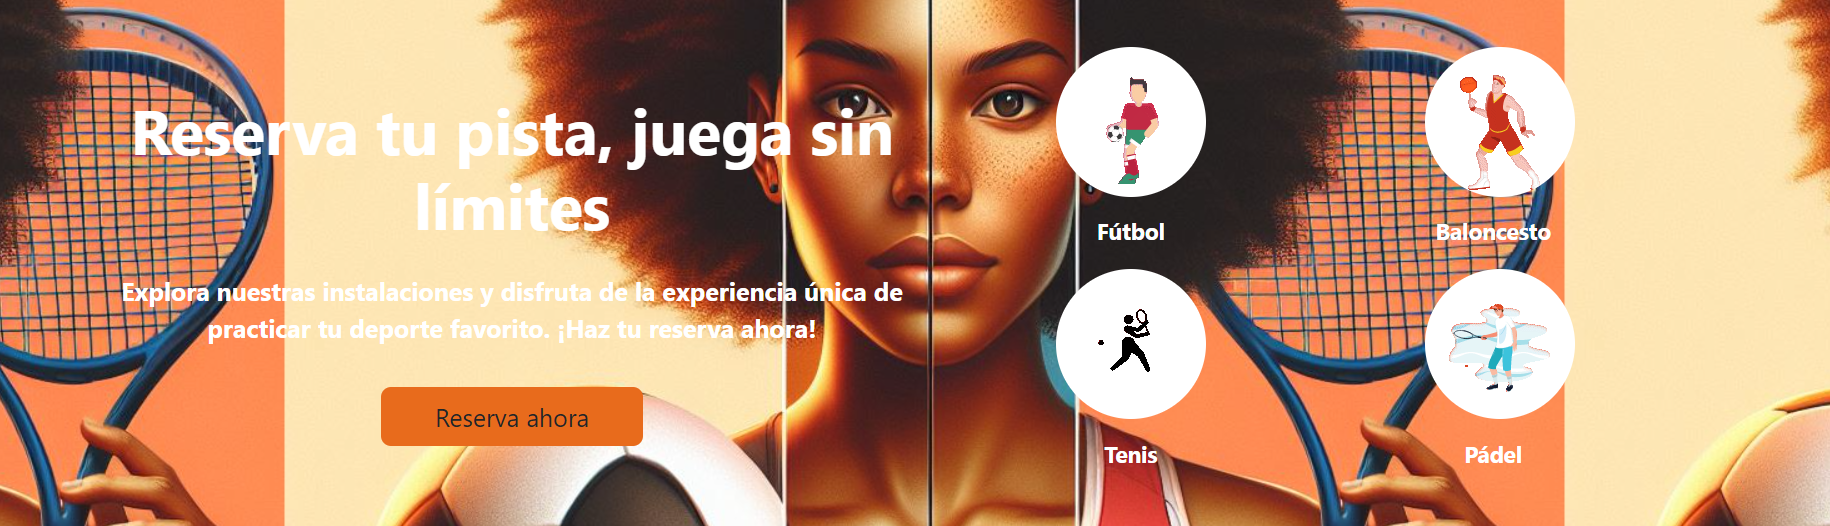 Reserva tu pista, juega sin
límites
Explora nuestras instalaciones y disfruta de la experiencia única de
practicar tu deporte favorito. ¡Haz tu reserva ahora!
Reserva ahora
Fútbol
Baloncesto
Tenis
Pádel